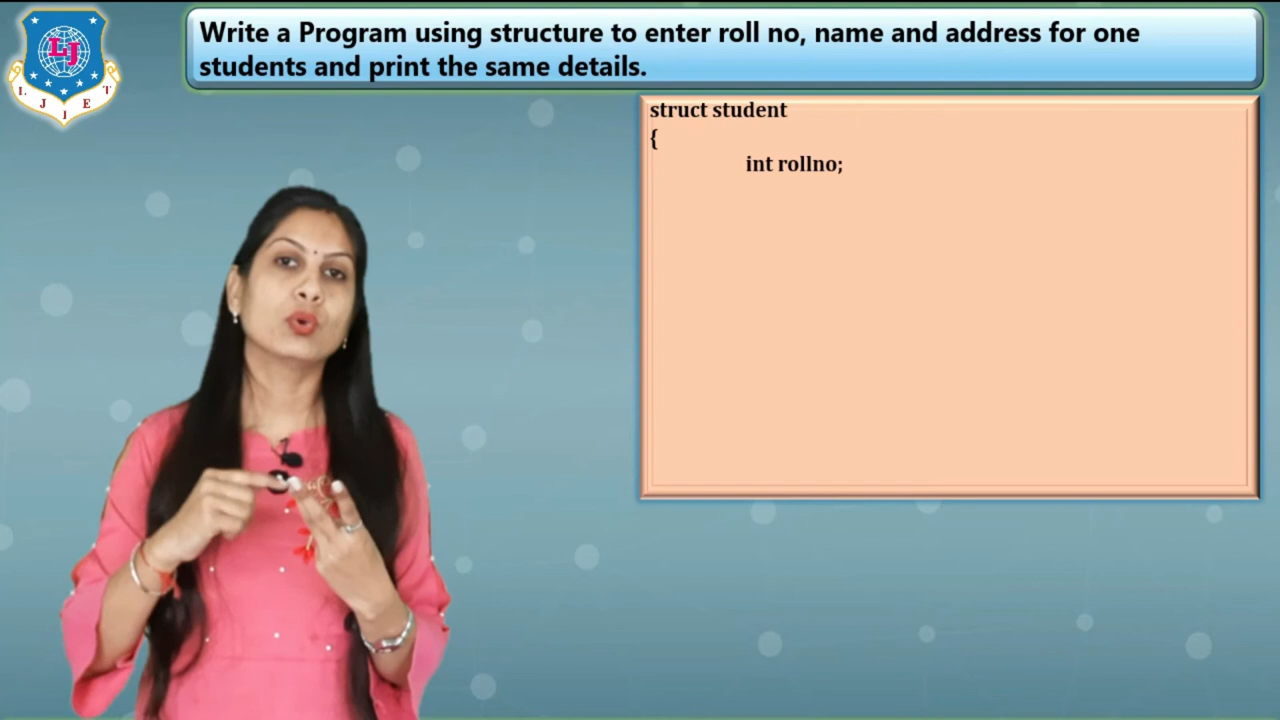 Write a Program using structure to enter roll no, name and address for one
students and print the same details.
LJ
L J I E T
struct student
{
int rollno;